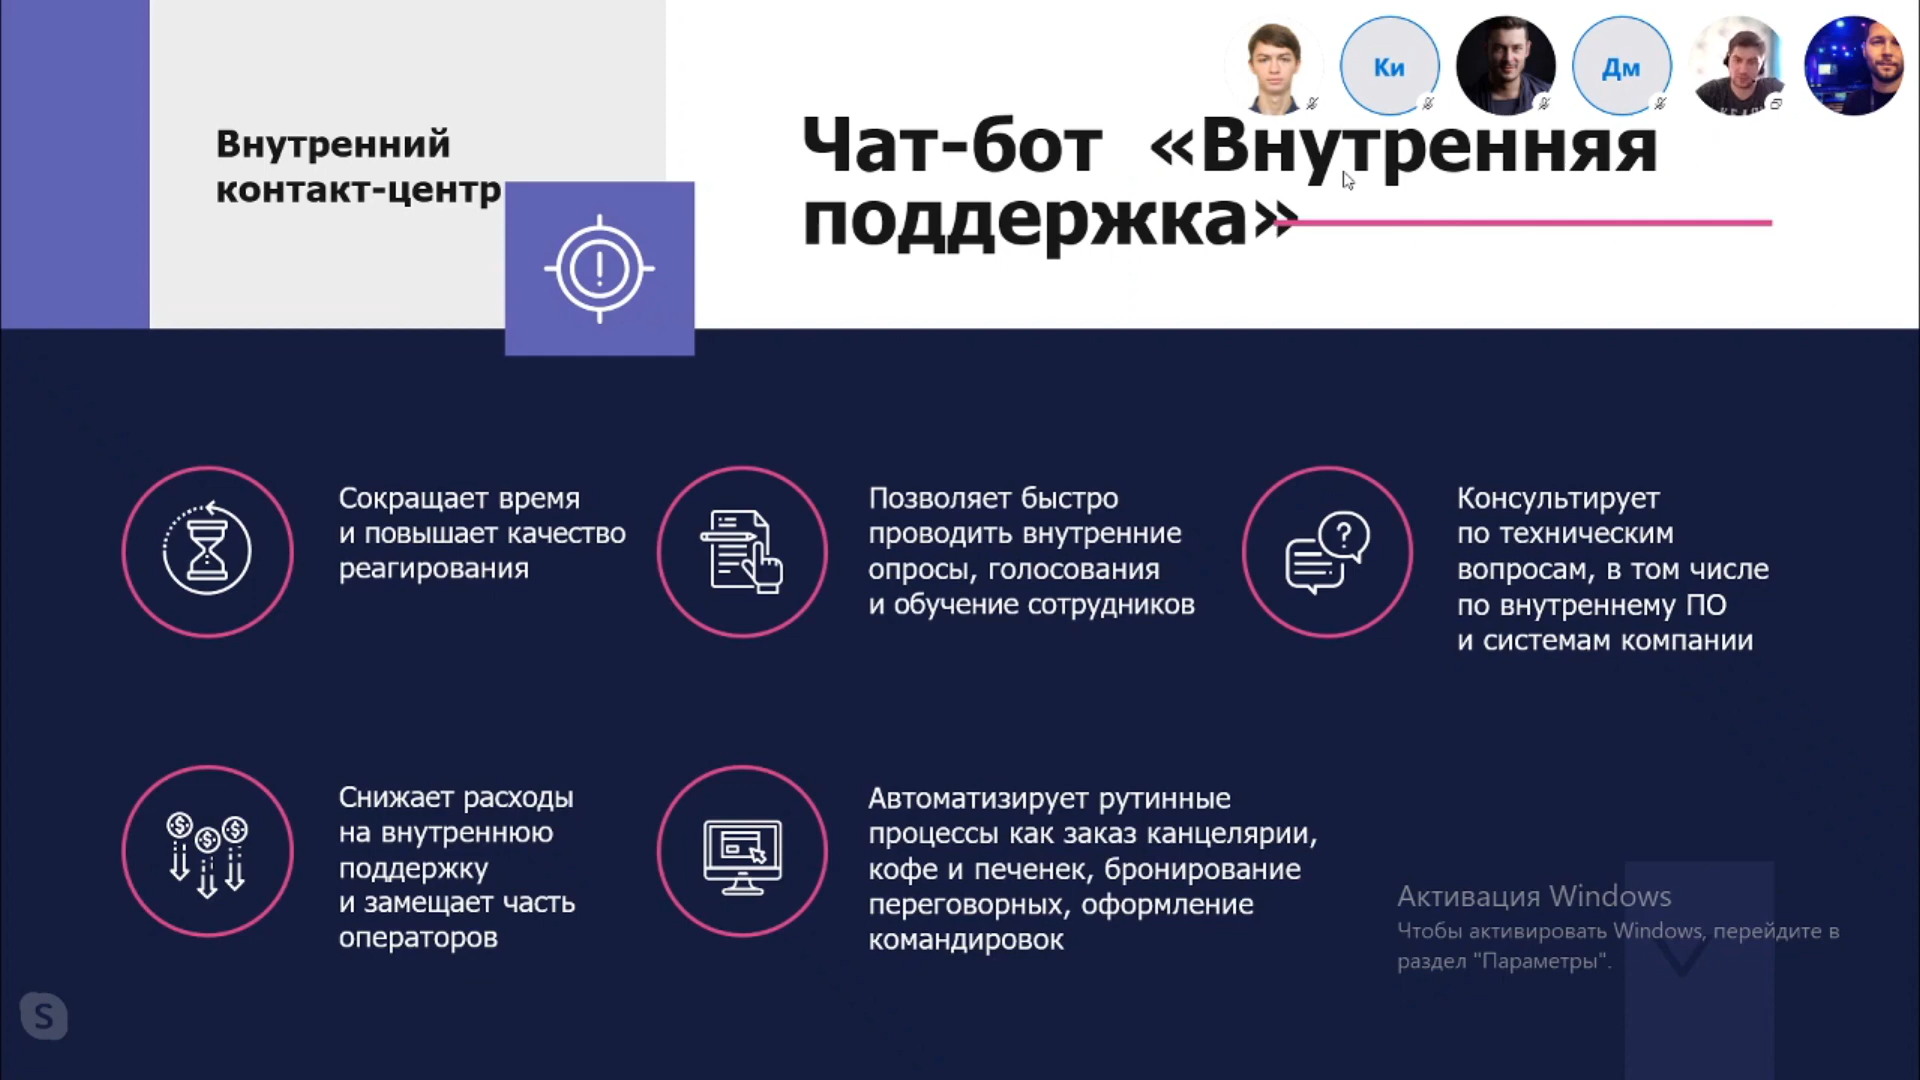 Ки
Дм
Внутренний
контакт-центр
Чат-бот «Внутренняя
поддержка»
Сокращает время
и повышает качество
реагирования
Позволяет быстро
проводить внутренние
опросы, голосования
и обучение сотрудников
Консультирует
по техническим
вопросам, в том числе
по внутреннему ПО
и системам компании
Снижает расходы
на внутреннюю
поддержку
и замещает часть
операторов
Автоматизирует рутинные
процессы как заказ канцелярии,
кофе и печенек, бронирование
переговорных, оформление
командировок
Активация Windows
Чтобы активировать Windows, перейдите в
раздел "Параметры".
S